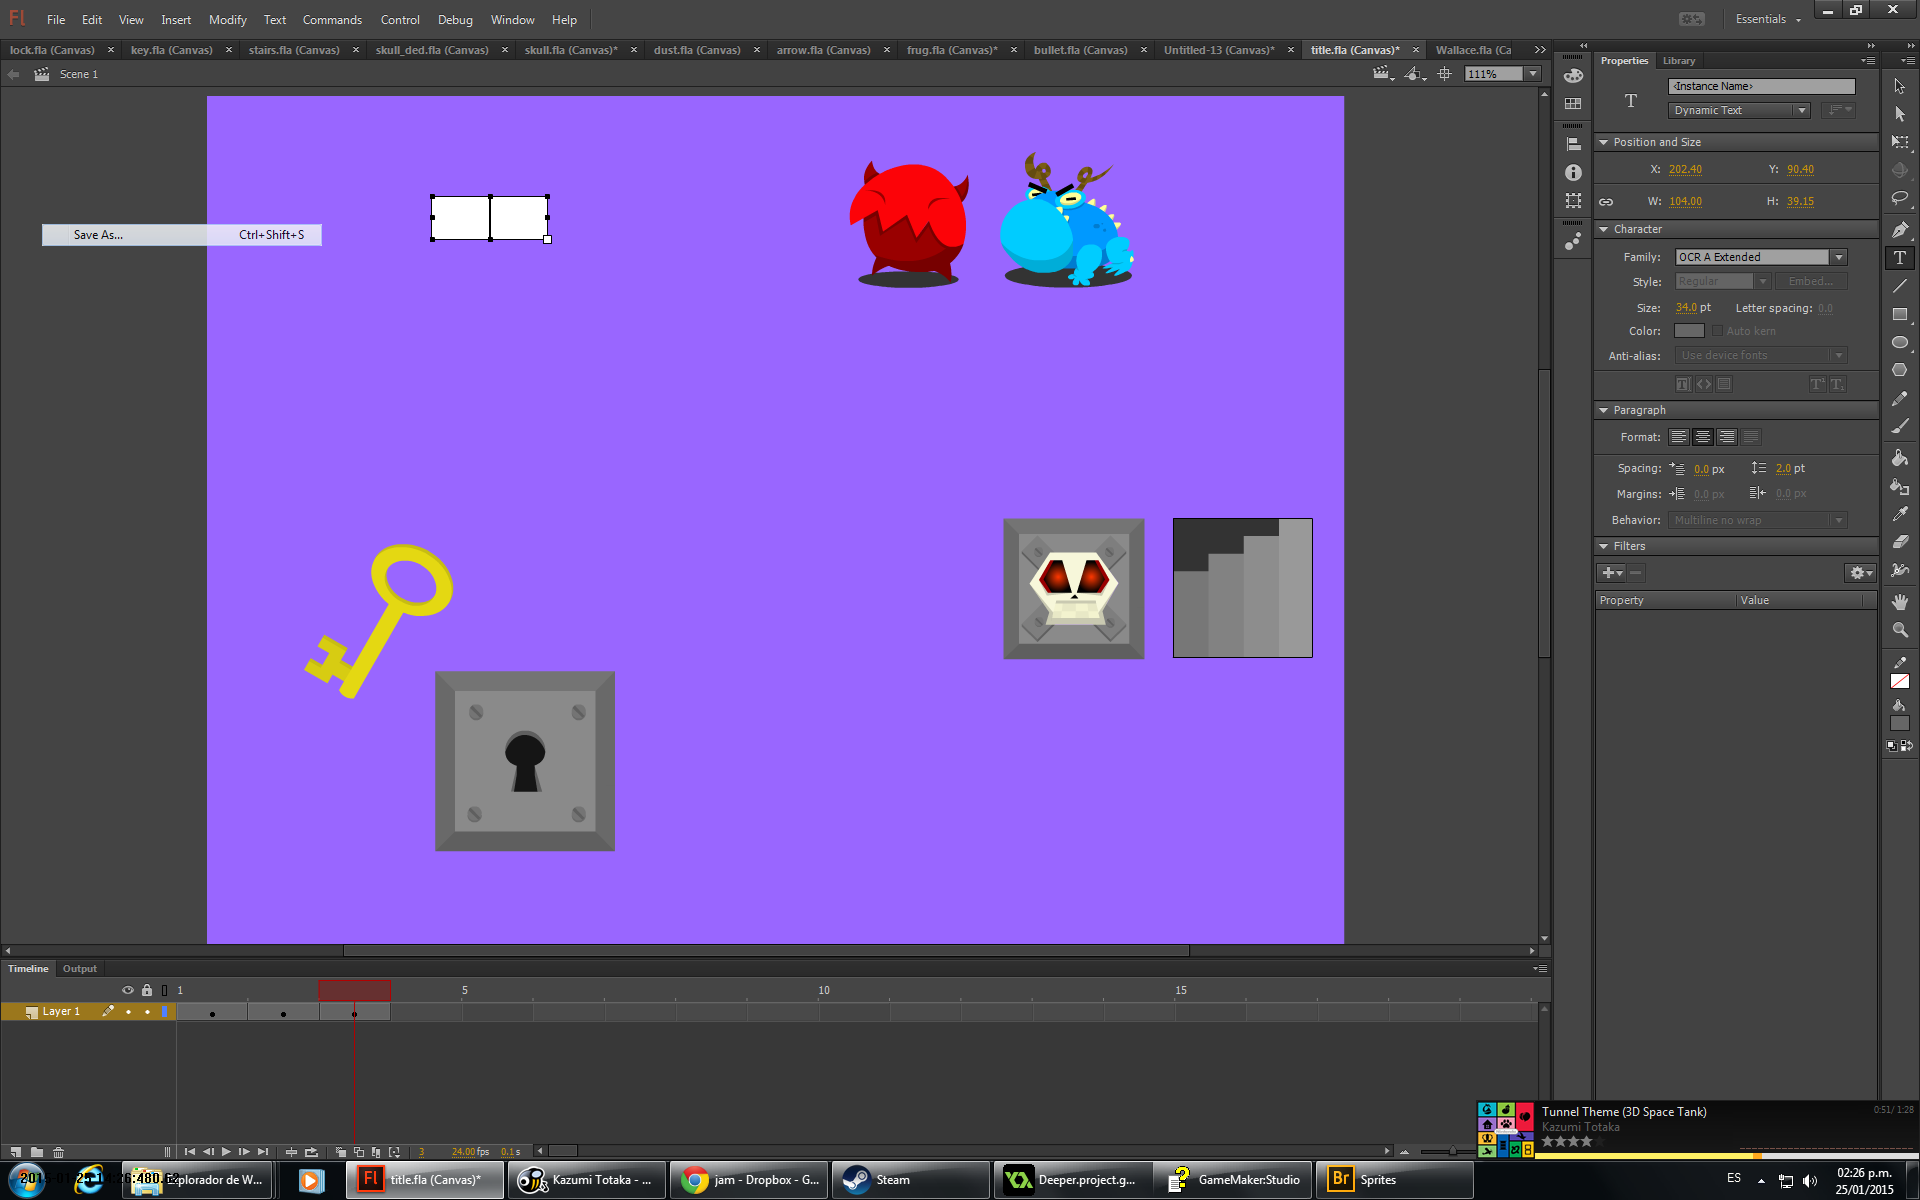 Fl File Edit View Insert Modify Text Commands Control Debug Window Help Essentials
lock.fla (Canvas) × key.fla (Canvas) × stairs.fla (Canvas) × skull_ded.fla (Canvas) × skull.fla (Canvas)* × dust.fla (Canvas) × arrow.fla (Canvas) × frug.fla (Canvas)* × bullet.fla (Canvas) × Untitled-13 (Canvas)* × title.fla (Canvas)* × Wallace.fla (Ca
Scene 1 111%
Save As... Ctrl+Shift+S
Properties Library
T <Instance Name>
Dynamic Text
Position and Size
X: 202.40 Y: 90.40
W: 104.00 H: 39.15
Character
Family: OCR A Extended
Style: Regular Embed...
Size: 34.0 pt Letter spacing: 0.0
Color: Auto kern
Anti-alias: Use device fonts
Paragraph
Format:
Spacing: 0.0 px 2.0 pt
Margins: 0.0 px 0.0 px
Behavior: Multiline no wrap
Filters
Property Value
Timeline Output
1 5 10 15
Layer 1
3 24.00 fps 0.1 s
Tunnel Theme (3D Space Tank) 0:51/ 1:28
Kazumi Totaka
Explorador de W... Fl title.fla (Canvas)* Kazumi Totaka - ... jam - Dropbox - G... Steam Deeper.project.g... GameMaker:Studio Br Sprites
ES
02:26 p.m.
25/01/2015